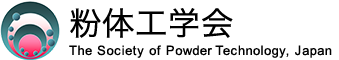 粉体工学会
The Society of Powder Technology, Japan